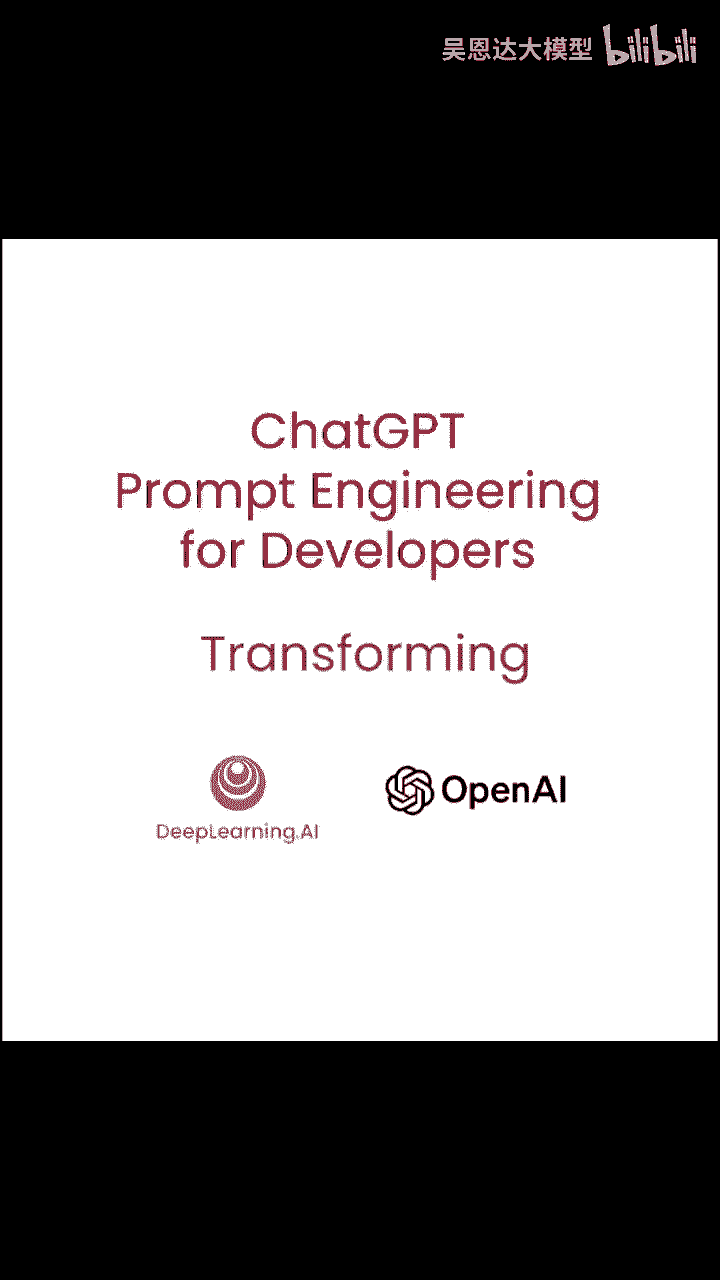 吴恩达大模型 bilibili
ChatGPT
Prompt Engineering
for Developers
Transforming
DeepLearning.AI
OpenAI